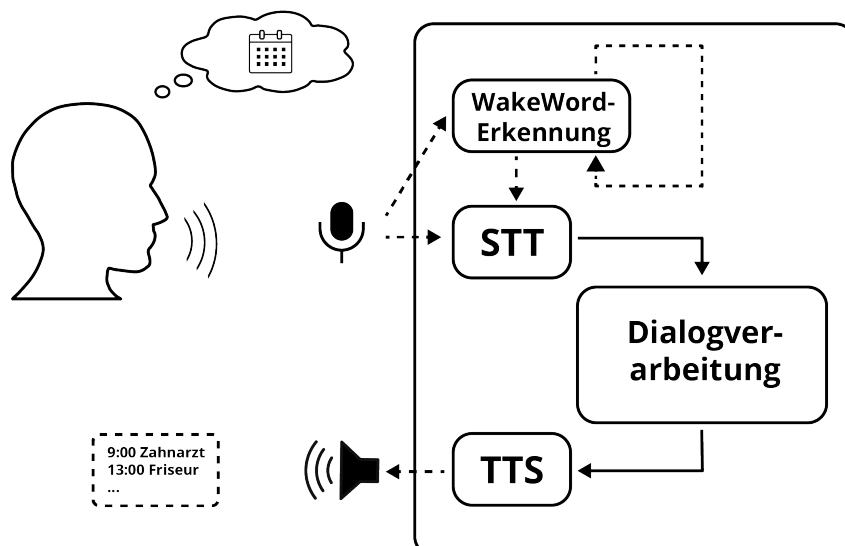 WakeWord-
Erkennung
STT
Dialogver-
arbeitung
TTS
9:00 Zahnarzt
13:00 Friseur
...